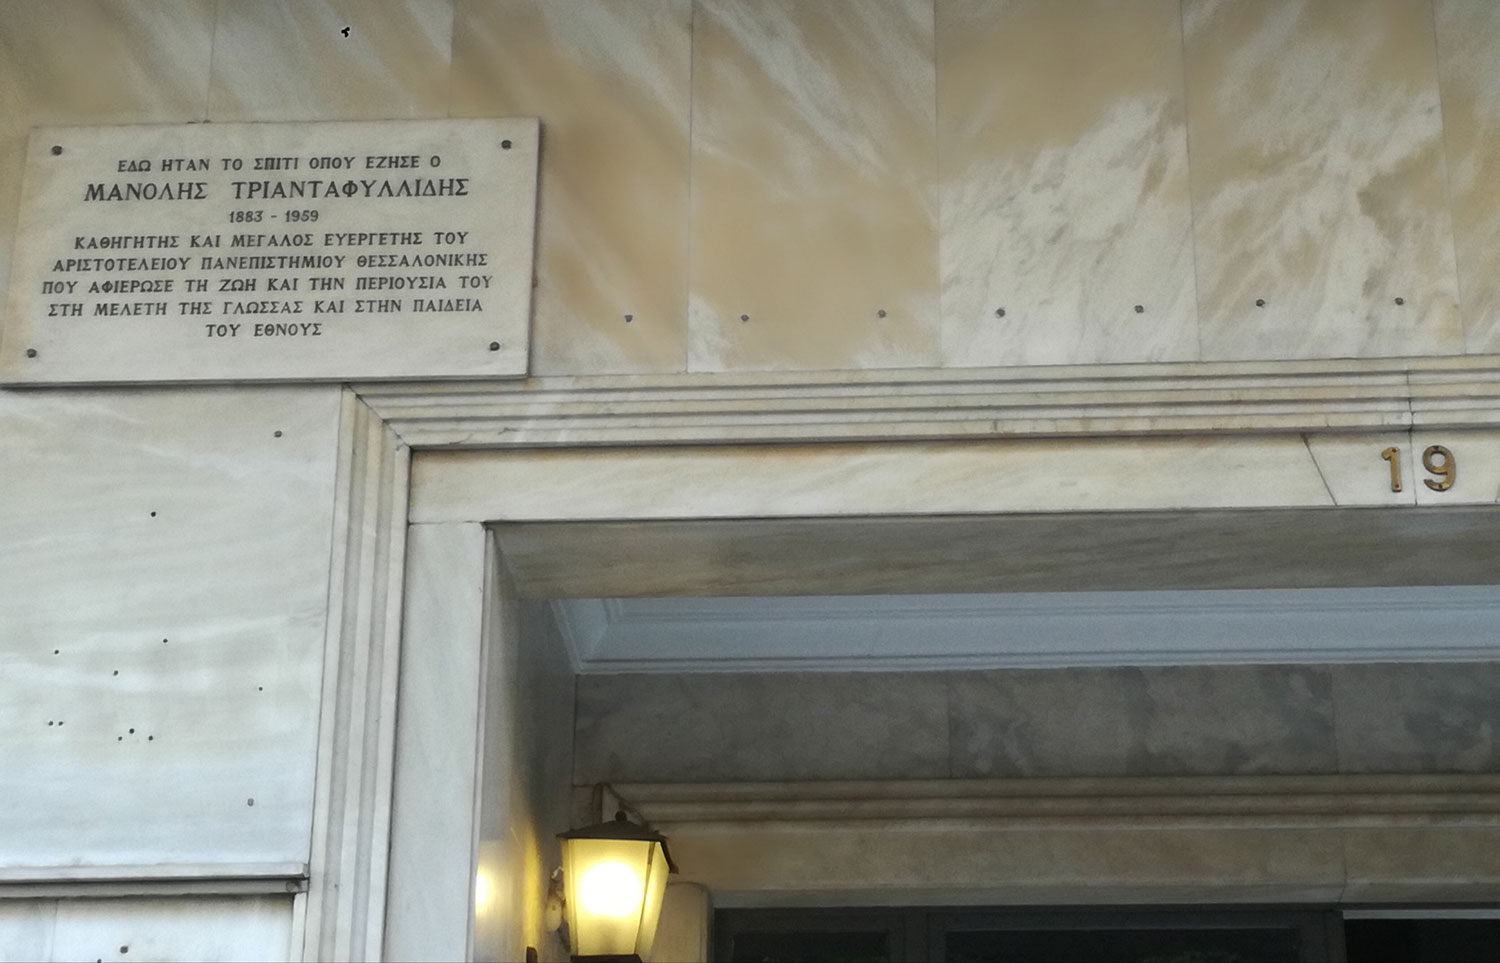 ΕΔΩ ΗΤΑΝ ΤΟ ΣΠΙΤΙ ΟΠΟΥ ΕΖΗΣΕ Ο
ΜΑΝΟΛΗΣ ΤΡΙΑΝΤΑΦΥΛΛΙΔΗΣ
1883 - 1959
ΚΑΘΗΓΗΤΗΣ ΚΑΙ ΜΕΓΑΛΟΣ ΕΥΕΡΓΕΤΗΣ ΤΟΥ
ΑΡΙΣΤΟΤΕΛΕΙΟΥ ΠΑΝΕΠΙΣΤΗΜΙΟΥ ΘΕΣΣΑΛΟΝΙΚΗΣ
ΠΟΥ ΑΦΙΕΡΩΣΕ ΤΗ ΖΩΗ ΚΑΙ ΤΗΝ ΠΕΡΙΟΥΣΙΑ ΤΟΥ
ΣΤΗ ΜΕΛΕΤΗ ΤΗΣ ΓΛΩΣΣΑΣ ΚΑΙ ΣΤΗΝ ΠΑΙΔΕΙΑ
ΤΟΥ ΕΘΝΟΥΣ
19